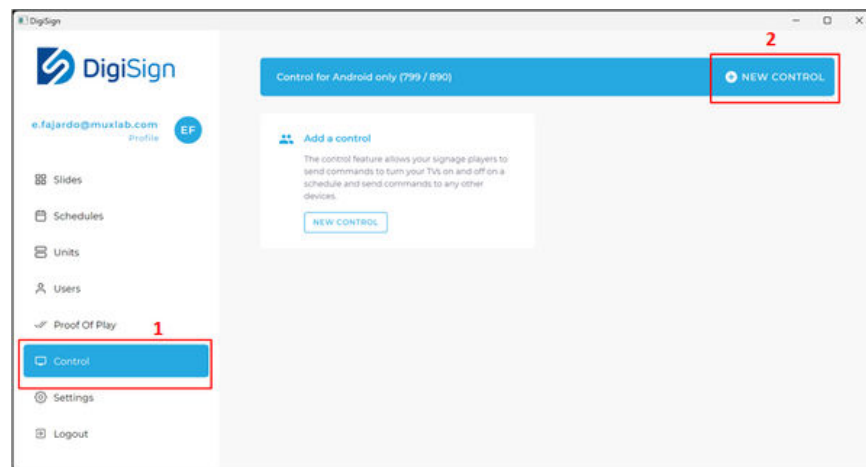 DigiSign
2
DigiSign
Control for Android only (799 / 890)
NEW CONTROL
e.fajardo@muxlab.com
Profile
EF
Add a control
The control feature allows your signage players to
send commands to turn your TVs on and off on a
schedule and send commands to any other
devices.
NEW CONTROL
Slides
Schedules
Units
Users
Proof Of Play
1
Control
Settings
Logout